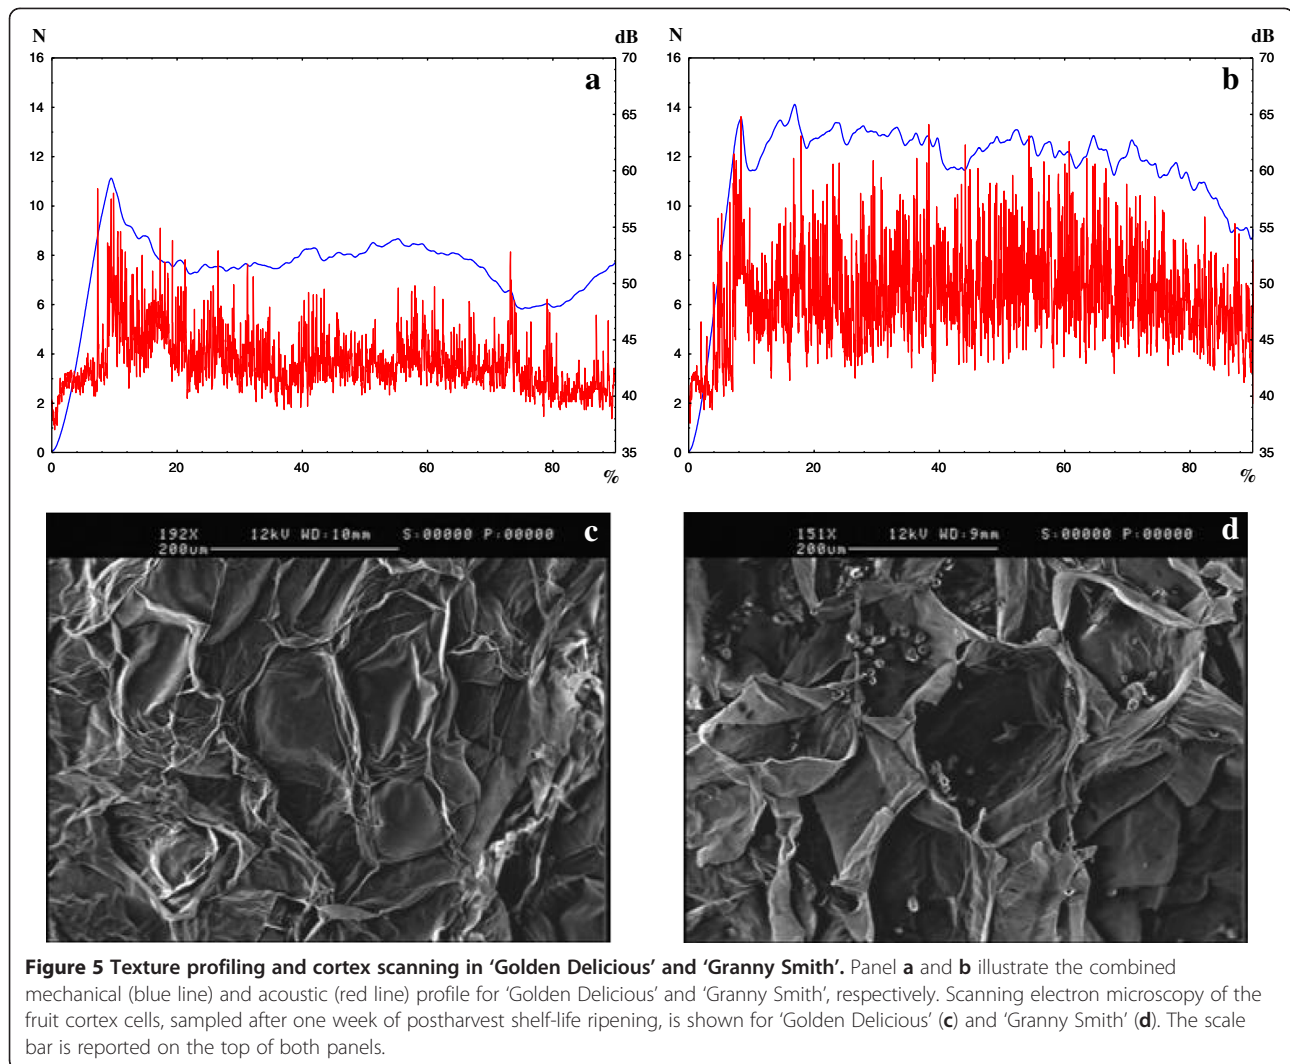 N dB
16 70
14 65
12 60
10 55
8 50
6 45
4 40
2
0 35
0 20 40 60 80 %
a
N dB
16 70
14 65
12 60
10 55
8 50
6 45
4 40
2
0 35
0 20 40 60 80 %
b
192X 12kV WD:10mm S:00000 P:00000
200um
c
151X 12kV WD:9mm S:00000 P:00000
200um
d
Figure 5 Texture profiling and cortex scanning in ‘Golden Delicious’ and ‘Granny Smith’. Panel a and b illustrate the combined
mechanical (blue line) and acoustic (red line) profile for ‘Golden Delicious’ and ‘Granny Smith’, respectively. Scanning electron microscopy of the
fruit cortex cells, sampled after one week of postharvest shelf-life ripening, is shown for ‘Golden Delicious’ (c) and ‘Granny Smith’ (d). The scale
bar is reported on the top of both panels.